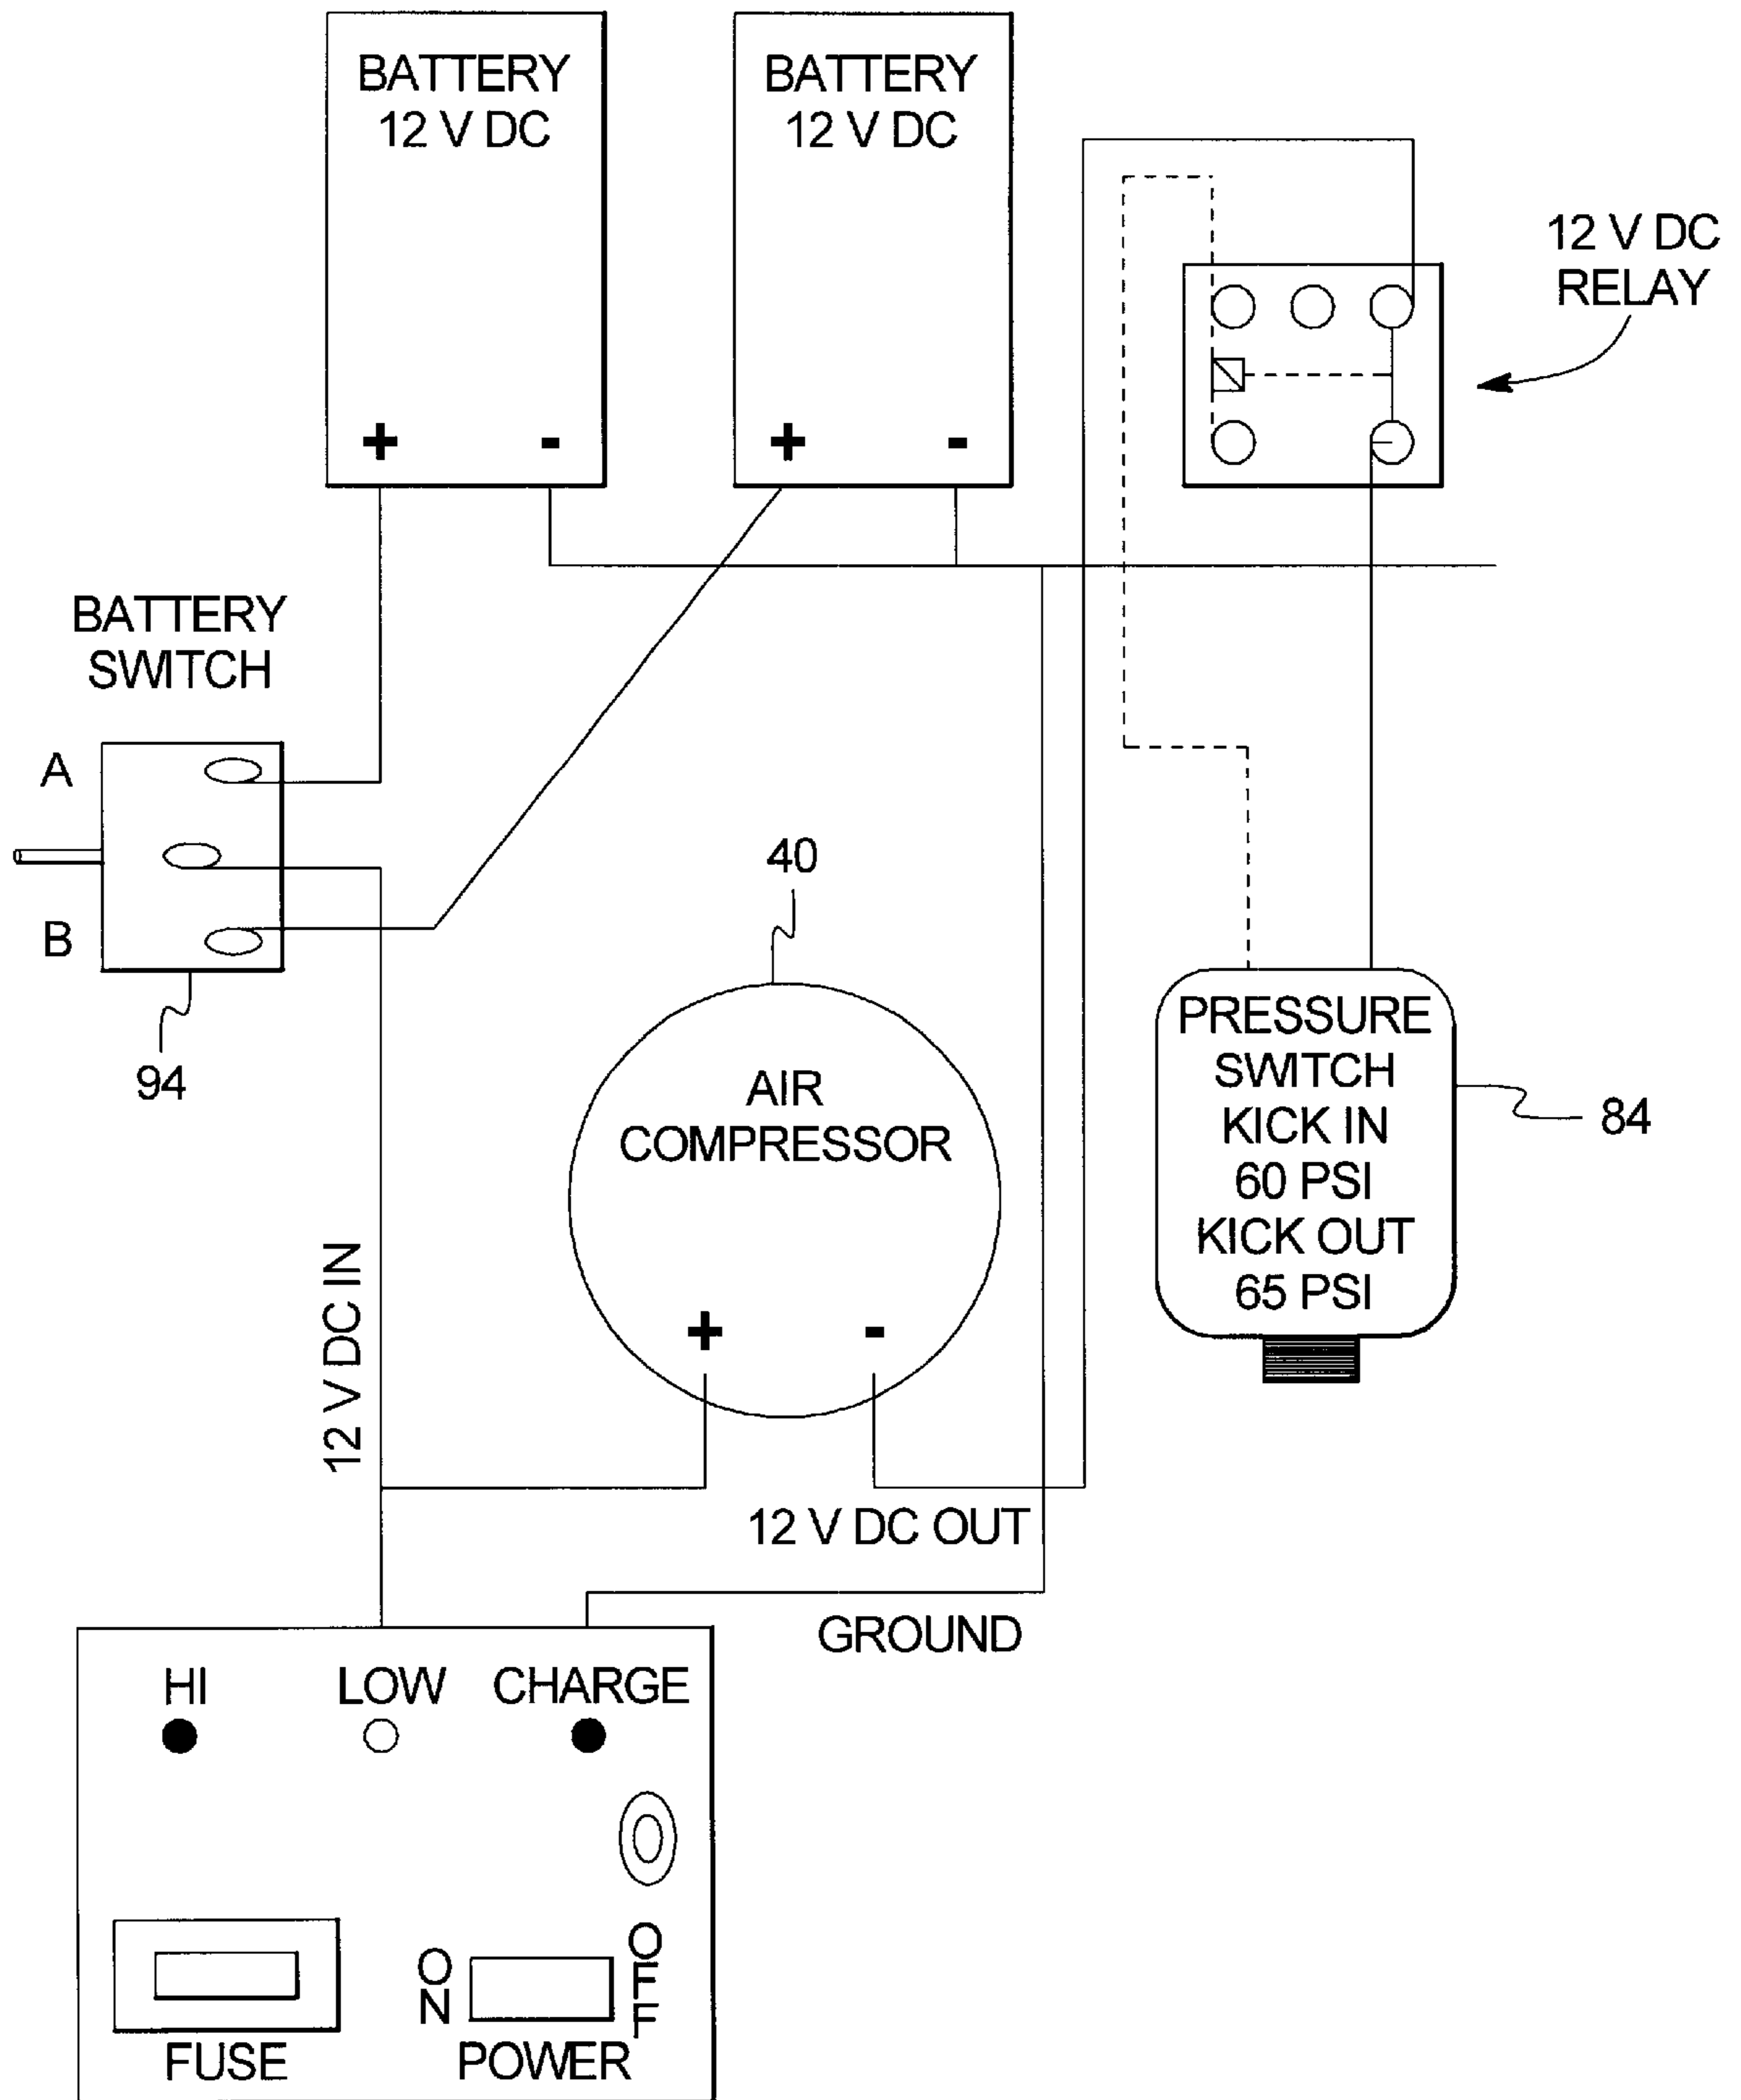 BATTERY
12 V DC
+ -
BATTERY
12 V DC
+ -
12 V DC
RELAY
BATTERY
SWITCH
A
B
94
40
AIR
COMPRESSOR
+ -
PRESSURE
SWITCH
KICK IN
60 PSI
KICK OUT
65 PSI
84
12 V DC IN
12 V DC OUT
GROUND
HI LOW CHARGE
FUSE
ON
OFF
POWER